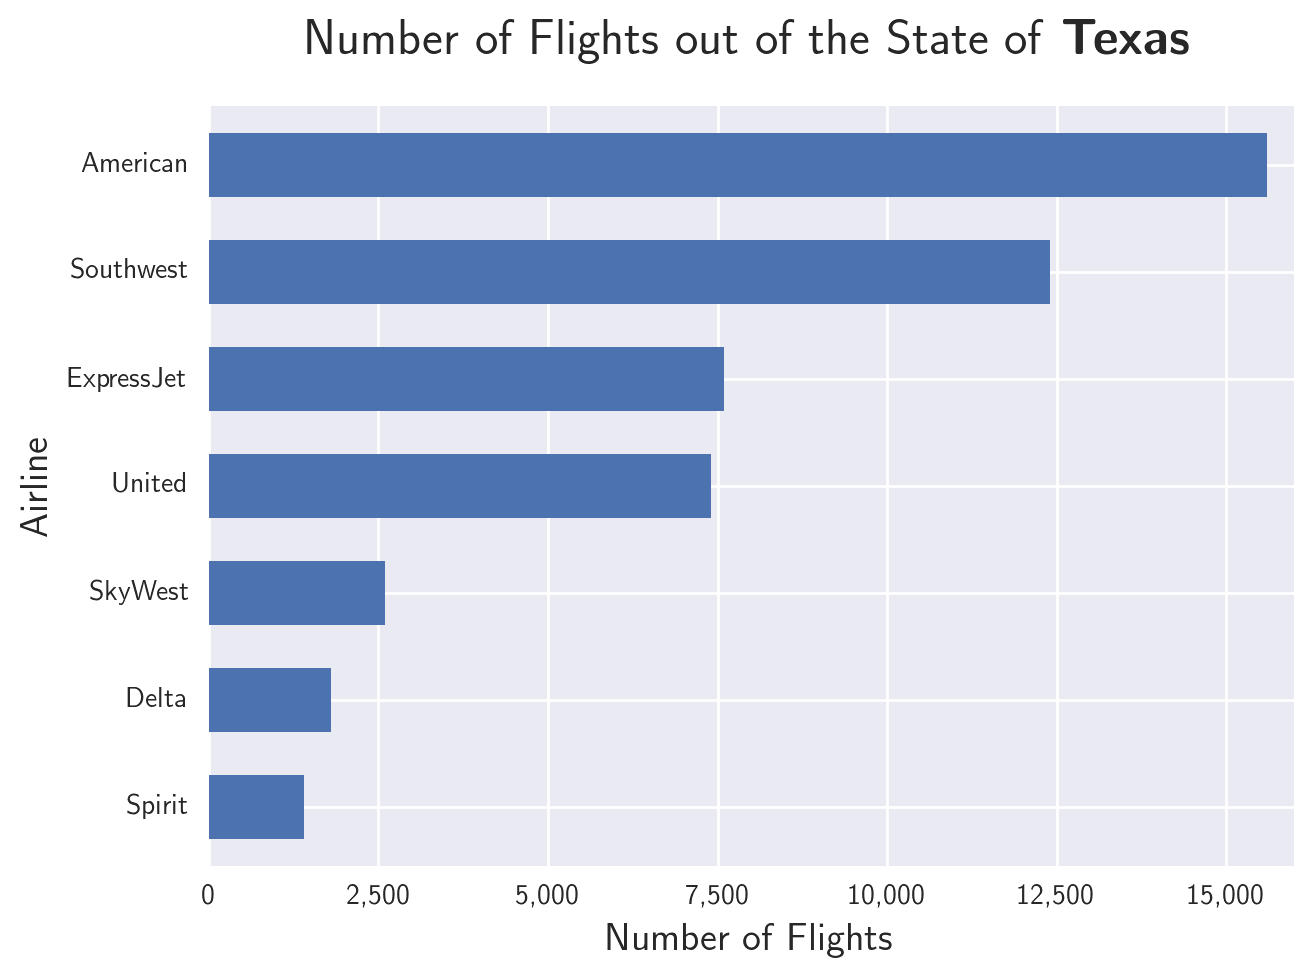 Number of Flights out of the State of Texas
American
Southwest
ExpressJet
United
SkyWest
Delta
Spirit
Airline
0 2,500 5,000 7,500 10,000 12,500 15,000
Number of Flights